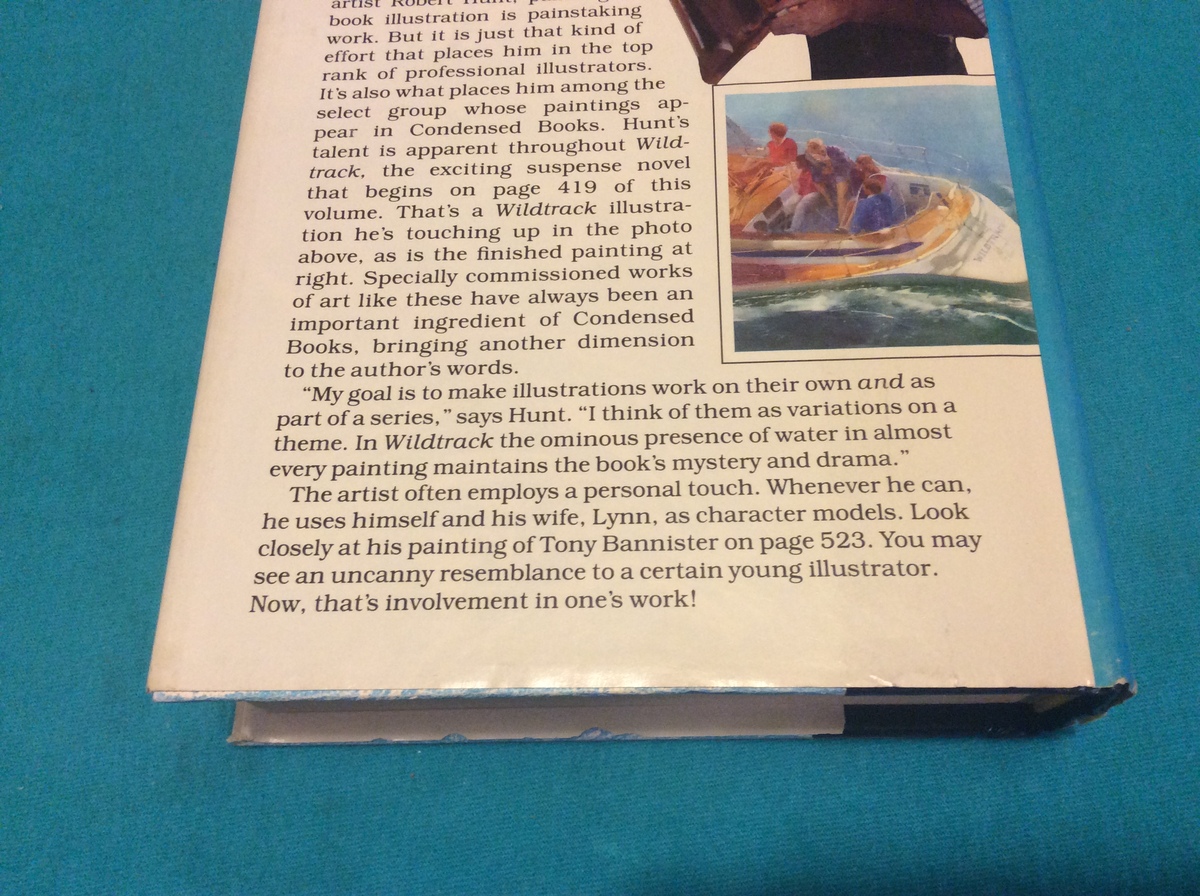 artist Robert Hunt,
book illustration is painstaking
work. But it is just that kind of
effort that places him in the top
rank of professional illustrators.
It's also what places him among the
select group whose paintings ap-
pear in Condensed Books. Hunt's
talent is apparent throughout Wild-
track, the exciting suspense novel
that begins on page 419 of this
volume. That's a Wildtrack illustra-
tion he's touching up in the photo
above, as is the finished painting at
right. Specially commissioned works
of art like these have always been an
important ingredient of Condensed
Books, bringing another dimension
to the author's words.
“My goal is to make illustrations work on their own and as
part of a series,” says Hunt. “I think of them as variations on a
theme. In Wildtrack the ominous presence of water in almost
every painting maintains the book's mystery and drama.”
The artist often employs a personal touch. Whenever he can,
he uses himself and his wife, Lynn, as character models. Look
closely at his painting of Tony Bannister on page 523. You may
see an uncanny resemblance to a certain young illustrator.
Now, that's involvement in one's work!